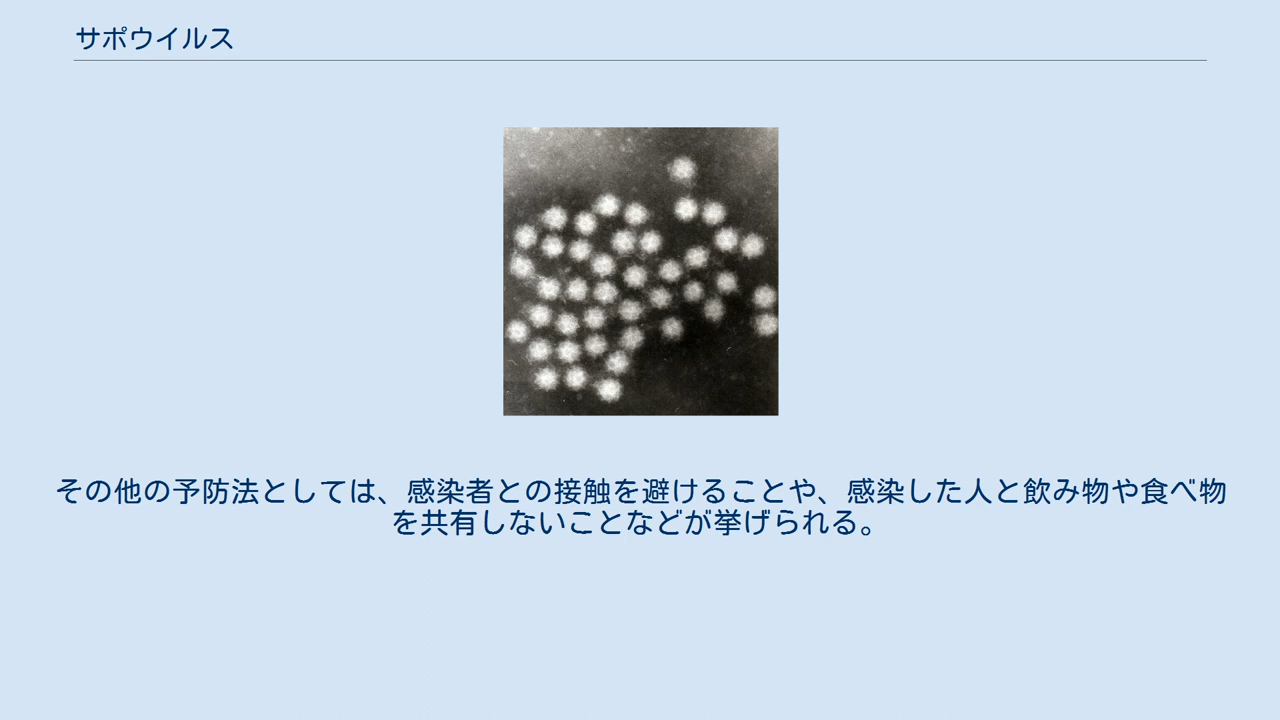 サポウイルス
その他の予防法としては、感染者との接触を避けることや、感染した人と飲み物や食べ物
を共有しないことなどが挙げられる。